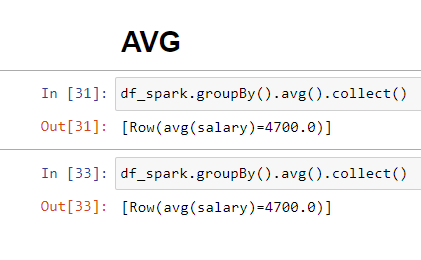 AVG
In [31]: df_spark.groupBy().avg().collect()
Out[31]: [Row(avg(salary)=4700.0)]
In [33]: df_spark.groupBy().avg().collect()
Out[33]: [Row(avg(salary)=4700.0)]